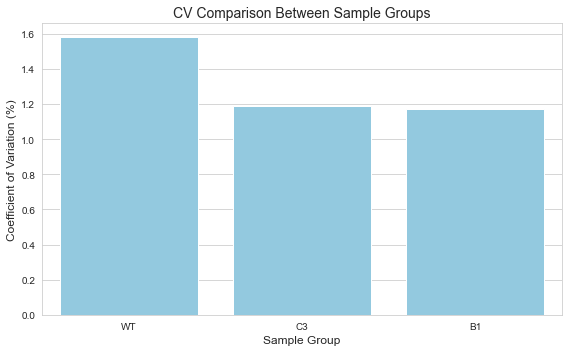 CV Comparison Between Sample Groups
Coefficient of Variation (%)
1.6
1.4
1.2
1.0
0.8
0.6
0.4
0.2
0.0
WT C3 B1
Sample Group